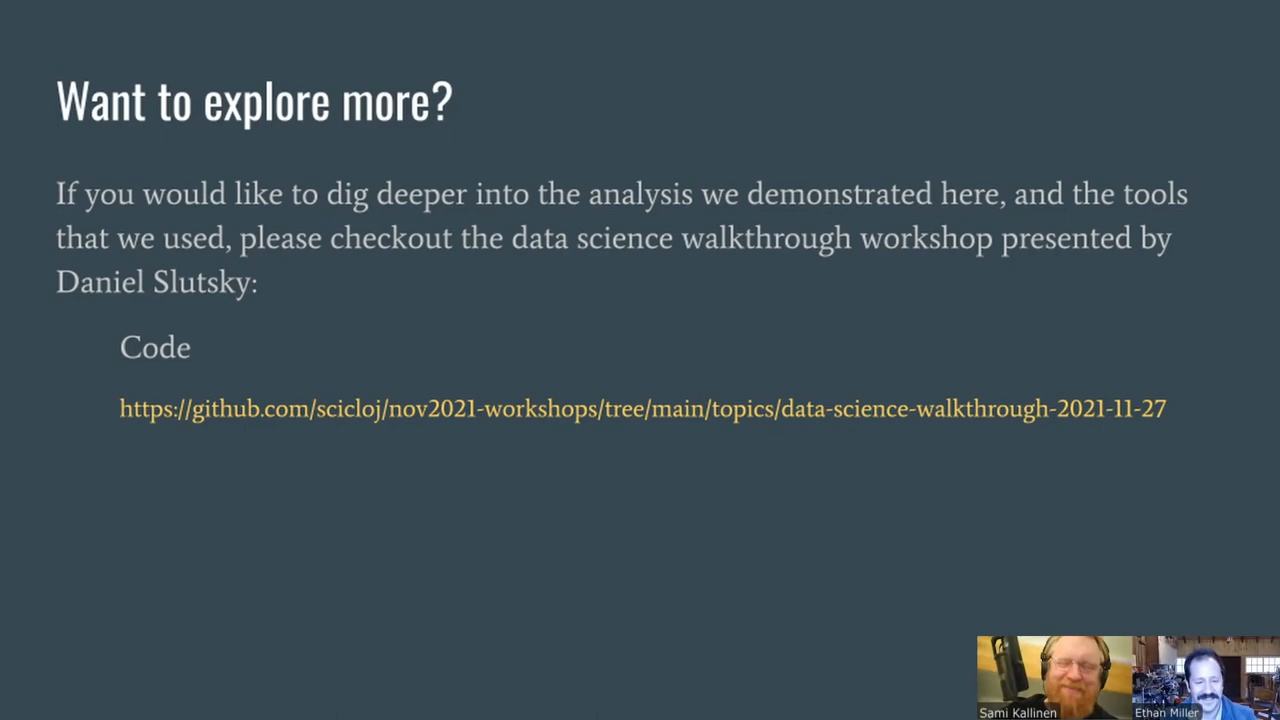 Want to explore more?
If you would like to dig deeper into the analysis we demonstrated here, and the tools
that we used, please checkout the data science walkthrough workshop presented by
Daniel Slutsky:
Code
https://github.com/scicloj/nov2021-workshops/tree/main/topics/data-science-walkthrough-2021-11-27
Sami Kallinen
Ethan Miller